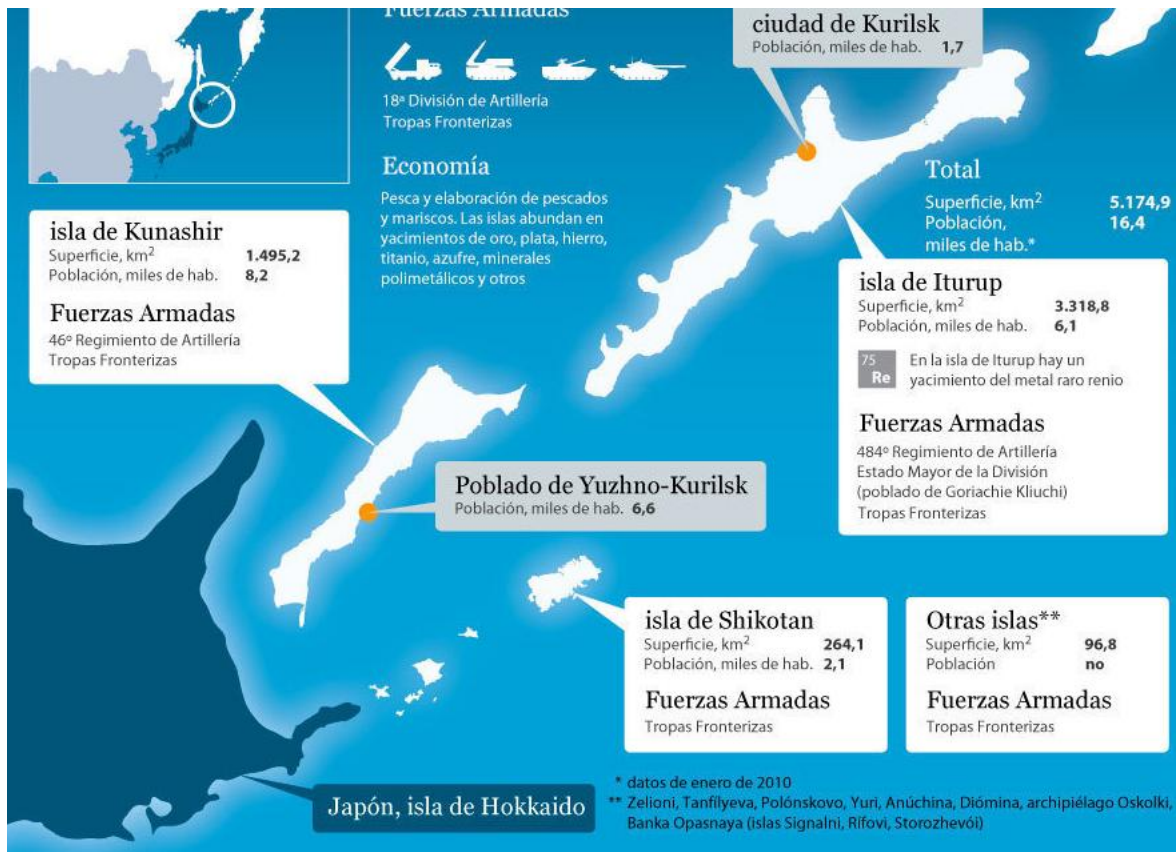 Fuerzas Armadas
18ª División de Artillería
Tropas Fronterizas
Economía
Pesca y elaboración de pescados
y mariscos. Las islas abundan en
yacimientos de oro, plata, hierro,
titanio, azufre, minerales
polimetálicos y otros
ciudad de Kurilsk
Población, miles de hab. 1,7
Total
Superficie, km² 5.174,9
Población, 16,4
miles de hab.*
isla de Kunashir
Superficie, km² 1.495,2
Población, miles de hab. 8,2
Fuerzas Armadas
46º Regimiento de Artillería
Tropas Fronterizas
isla de Iturup
Superficie, km² 3.318,8
Población, miles de hab. 6,1
75
Re
En la isla de Iturup hay un
yacimiento del metal raro renio
Fuerzas Armadas
484º Regimiento de Artillería
Estado Mayor de la División
(poblado de Goriachie Kliuchi)
Tropas Fronterizas
Poblado de Yuzhno-Kurilsk
Población, miles de hab. 6,6
isla de Shikotan
Superficie, km² 264,1
Población, miles de hab. 2,1
Fuerzas Armadas
Tropas Fronterizas
Otras islas**
Superficie, km² 96,8
Población no
Fuerzas Armadas
Tropas Fronterizas
Japón, isla de Hokkaido
* datos de enero de 2010
** Zelioni, Tanfílyeva, Polónskovo, Yuri, Anúchina, Diómina, archipiélago Oskolki,
Banka Opasnaya (islas Signalni, Rífovi, Storozhevói)